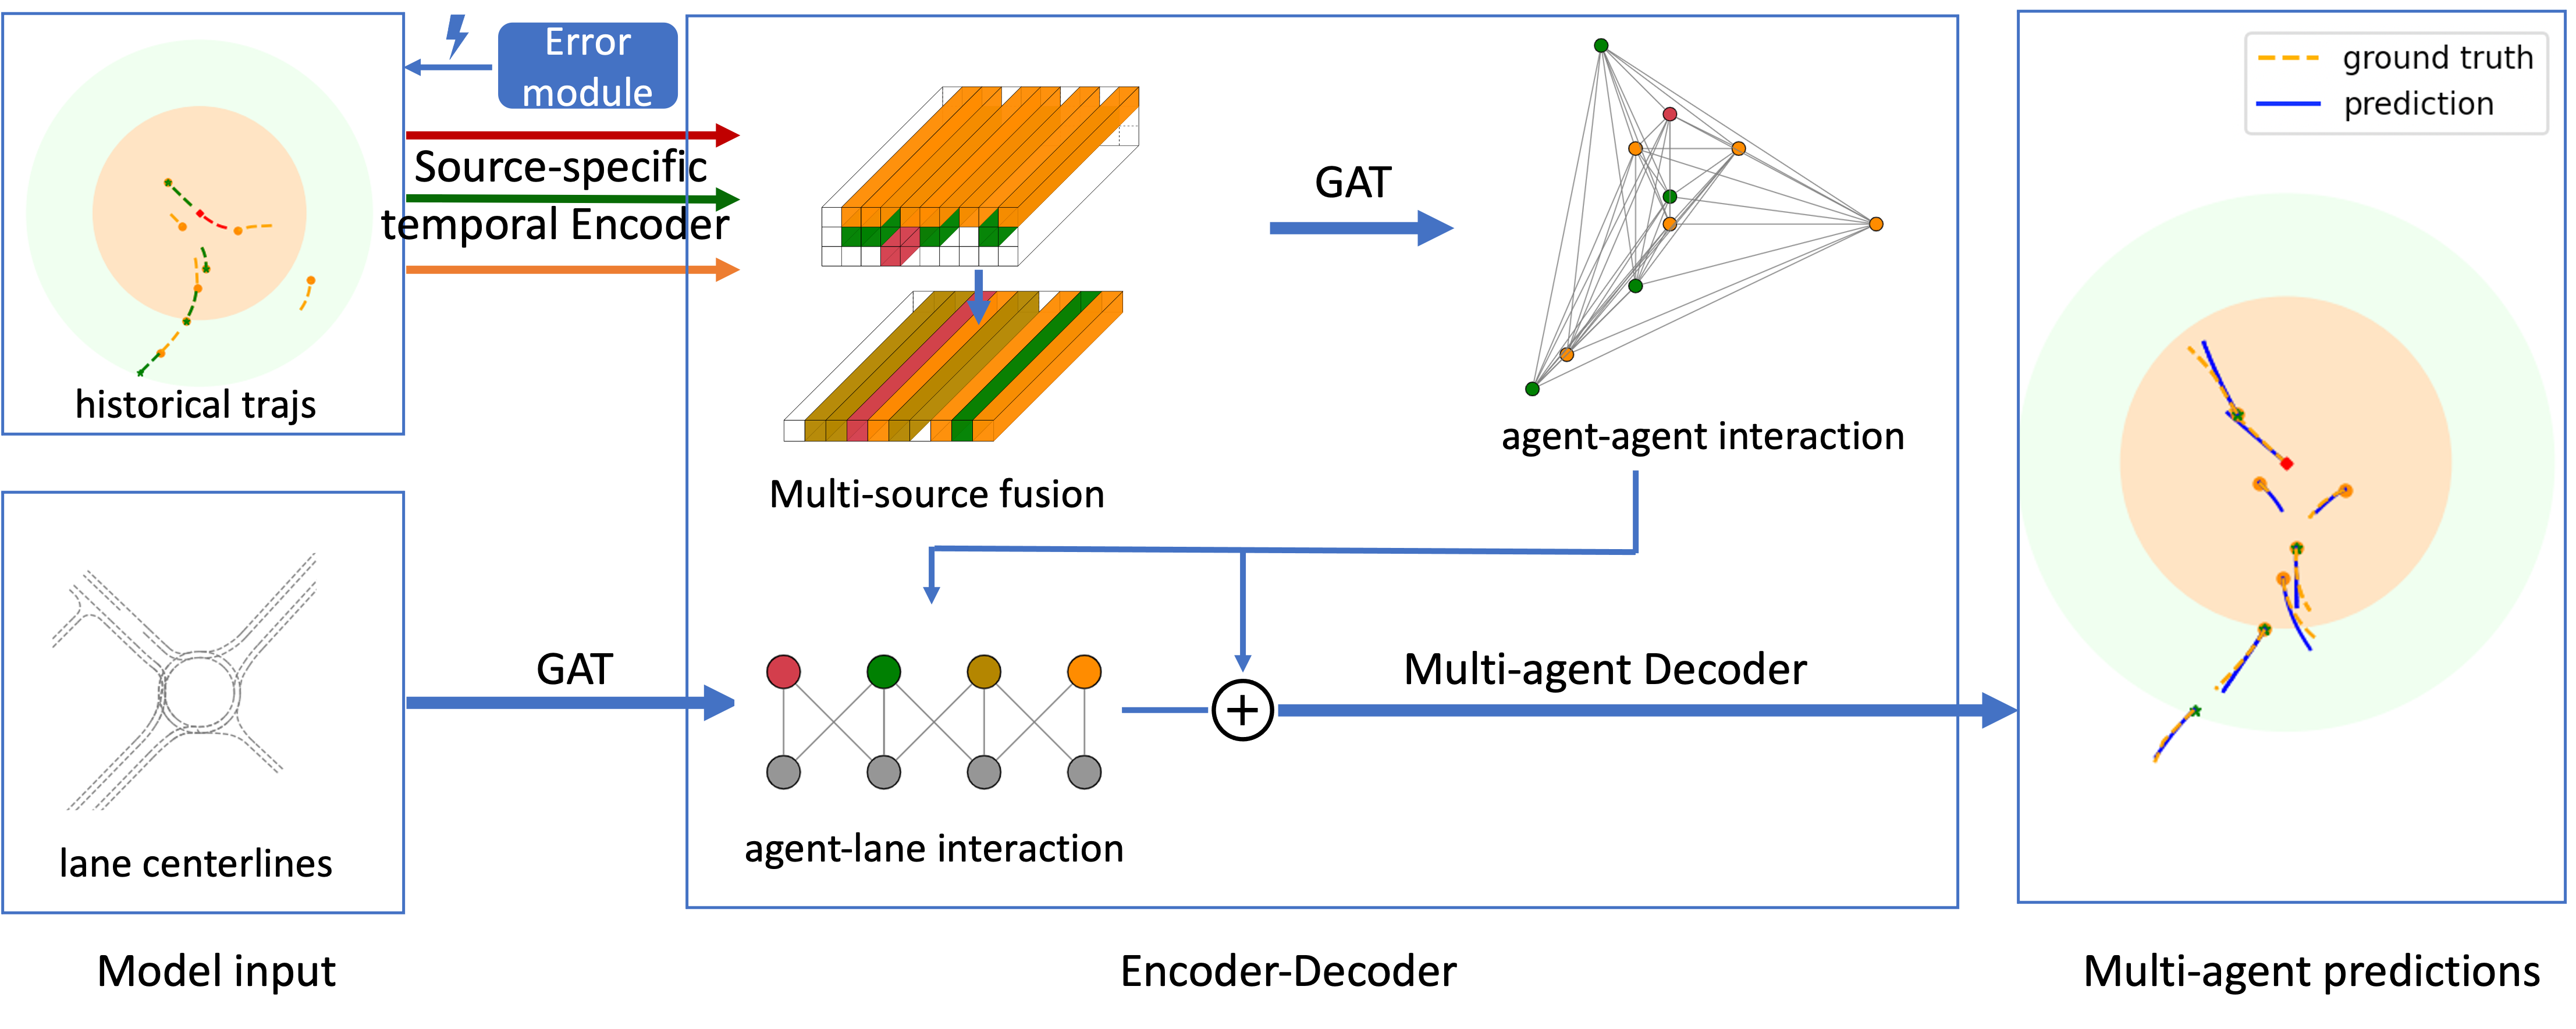 Error
module
historical trajs
Source-specific
temporal Encoder
GAT
Multi-source fusion
agent-agent interaction
ground truth
prediction
lane centerlines
GAT
agent-lane interaction
+
Multi-agent Decoder
Model input
Encoder-Decoder
Multi-agent predictions